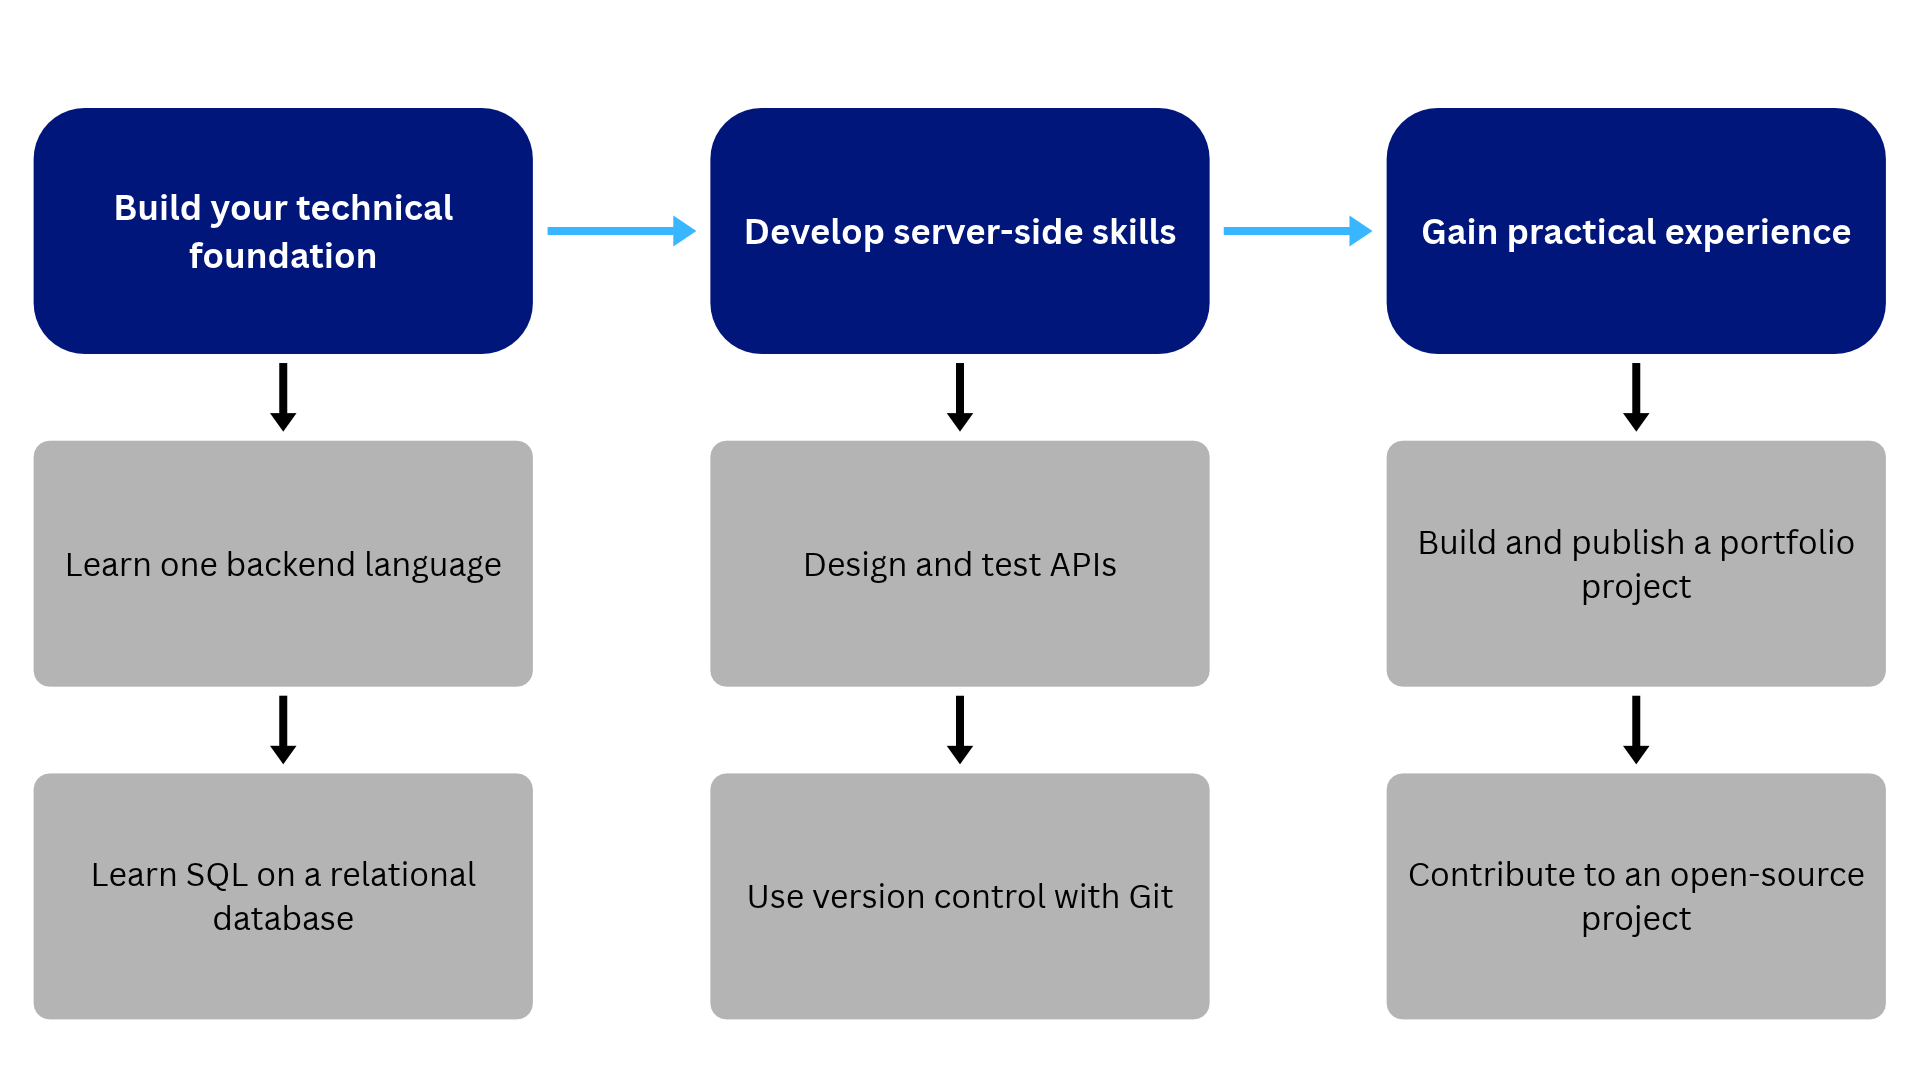 Build your technical
foundation
Develop server-side skills
Gain practical experience
Learn one backend language
Design and test APIs
Build and publish a portfolio
project
Learn SQL on a relational
database
Use version control with Git
Contribute to an open-source
project